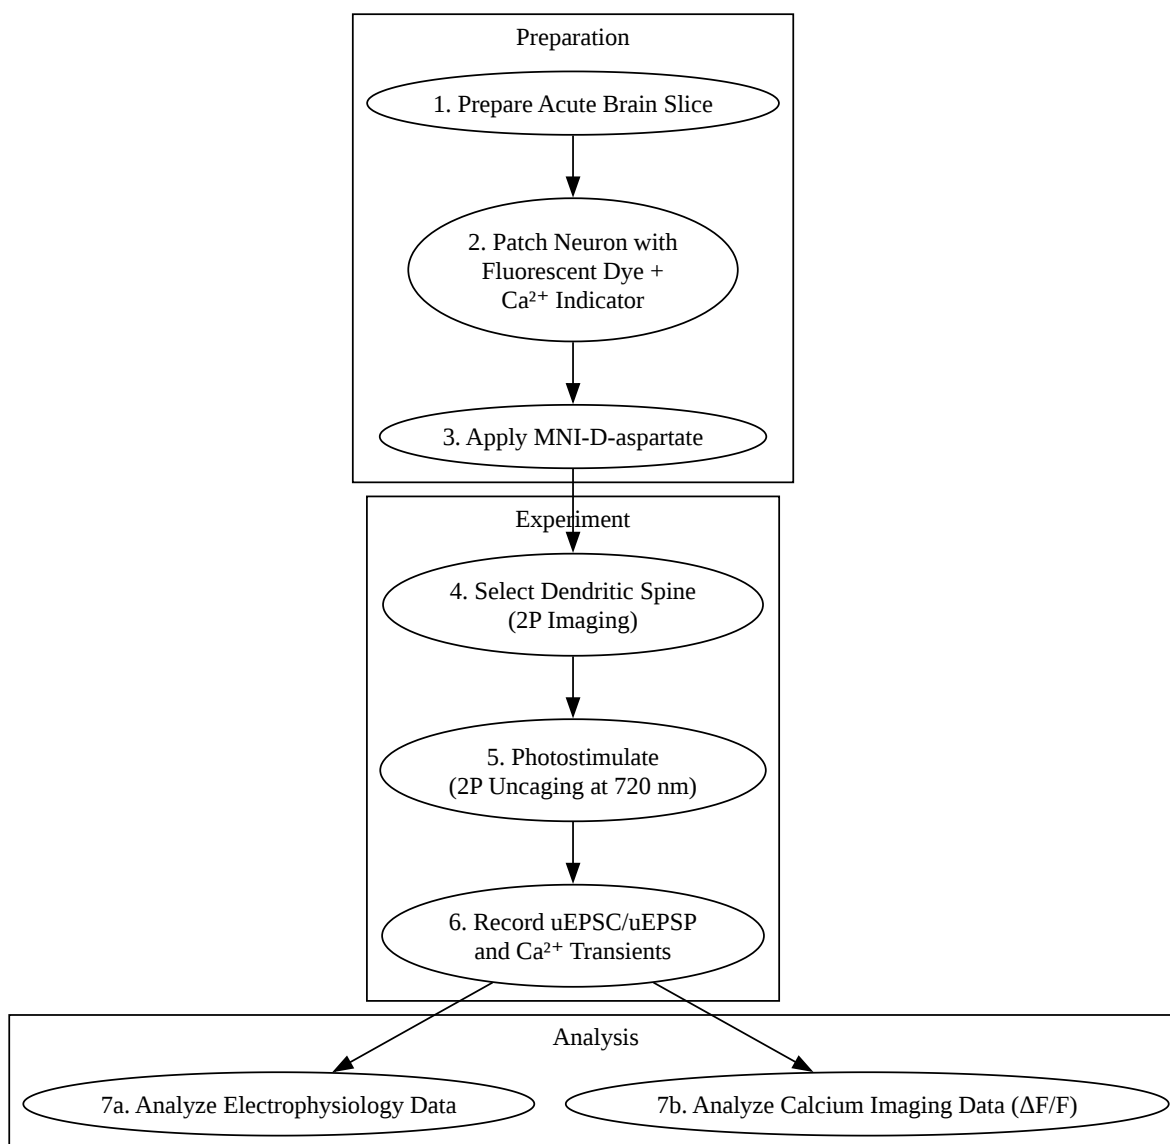 Preparation
1. Prepare Acute Brain Slice
2. Patch Neuron with
Fluorescent Dye +
Ca²⁺ Indicator
3. Apply MNI-D-aspartate
Experiment
4. Select Dendritic Spine
(2P Imaging)
5. Photostimulate
(2P Uncaging at 720 nm)
6. Record uEPSC/uEPSP
and Ca²⁺ Transients
Analysis
7a. Analyze Electrophysiology Data
7b. Analyze Calcium Imaging Data (ΔF/F)